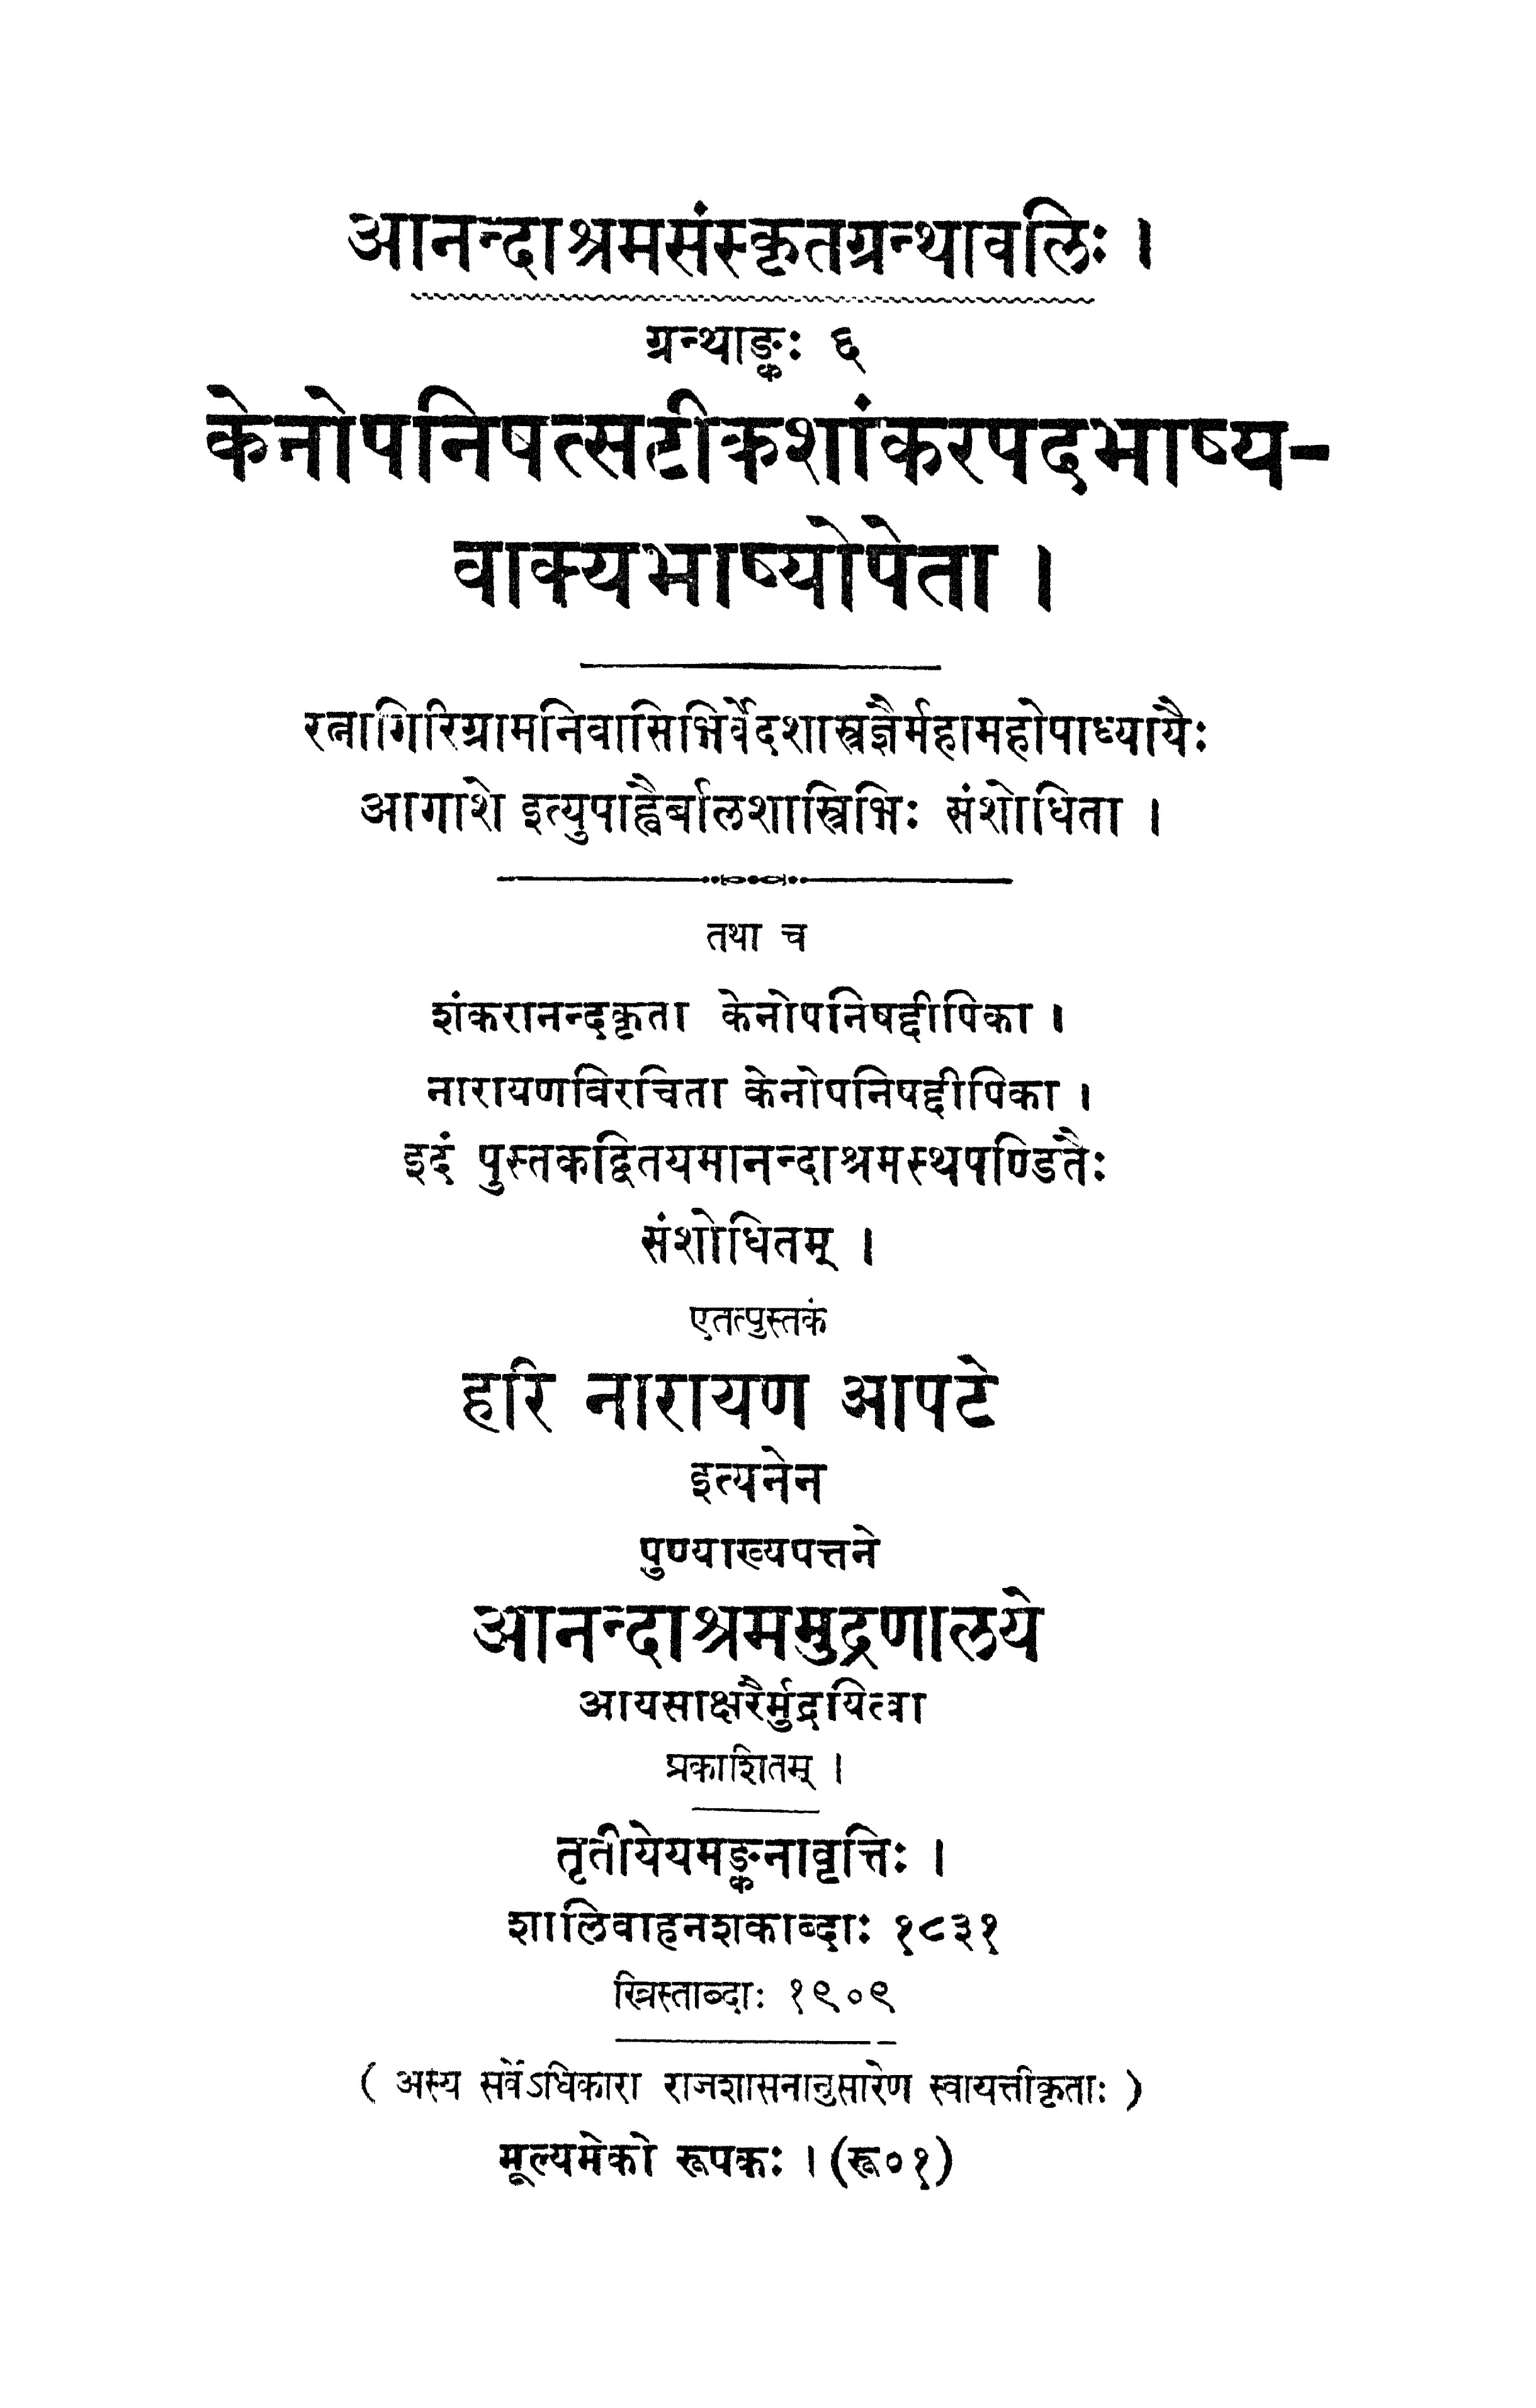 आनन्दाश्रमसंस्कृतग्रन्थावलिः ।
ग्रन्थाङ्कः ६
केनोपनिषत्सटीकशांकरपदभाष्य-
वाक्यभाष्योपेता ।
रत्नागिरिग्रामनिवासिभिर्वेदशास्त्रज्ञैर्महामहोपाध्यायैः
आगाशे इत्युपाह्वैर्बालशास्त्रिभिः संशोधिता ।
तथा च
शंकरानन्दकृता केनोपनिषद्दीपिका ।
नारायणविरचिता केनोपनिषद्दीपिका ।
इदं पुस्तकद्वितयमानन्दाश्रमस्थपण्डितैः
संशोधितम् ।
एतत्पुस्तकं
हरि नारायण आपटे
इत्यनेन
पुण्याख्यपत्तने
आनन्दाश्रममुद्रणालये
आयसाक्षरैर्मुद्रयित्वा
प्रकाशितम् ।
तृतीयेयमङ्कनावृत्तिः ।
शालिवाहनशकाब्दाः १८३१
ख्रिस्ताब्दाः १९०९
( अस्य सर्वेऽधिकारा राजशासनानुसारेण स्वायत्तीकृताः )
मूल्यमेको रूपकः । (रू०१)